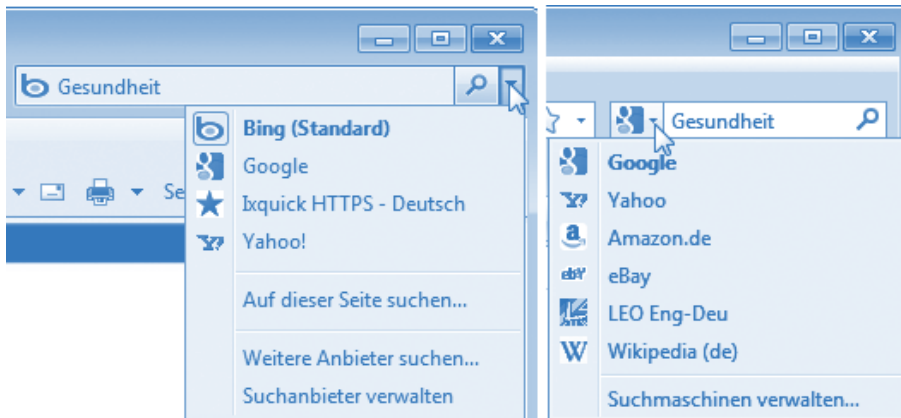 Gesundheit
Bing (Standard)
Google
Ixquick HTTPS - Deutsch
Se
Yahoo!
Auf dieser Seite suchen...
Weitere Anbieter suchen...
Suchanbieter verwalten
Gesundheit
Google
Yahoo
Amazon.de
eBay
LEO Eng-Deu
Wikipedia (de)
Suchmaschinen verwalten...